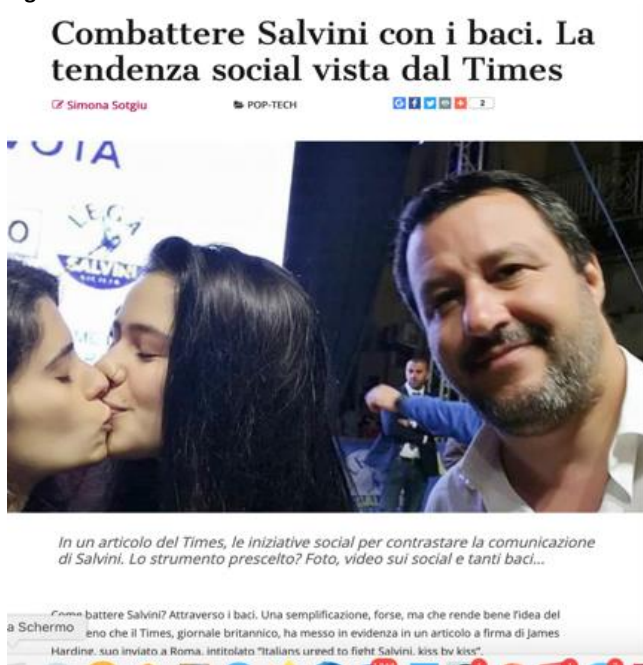 Combattere Salvini con i baci. La
tendenza social vista dal Times
Simona Sotgiu
POP-TECH
2
LEGA
SALVINI
In un articolo del Times, le iniziative social per contrastare la comunicazione
di Salvini. Lo strumento prescelto? Foto, video sui social e tanti baci...
Come battere Salvini? Attraverso i baci. Una semplificazione, forse, ma che rende bene l'idea del
eno che il Times, giornale britannico, ha messo in evidenza in un articolo a firma di James
a Schermo
Harding, suo inviato a Roma, intitolato "Italians urged to fight Salvini, kiss by kiss".